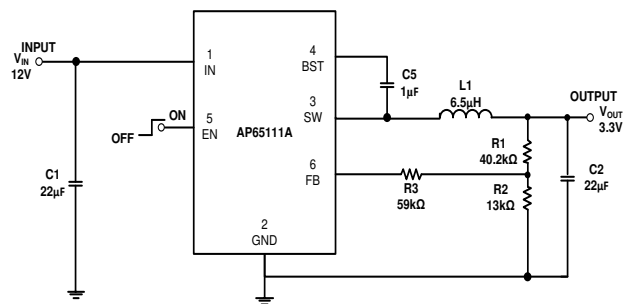 INPUT
VIN
12V
C1
22μF
ON
OFF
1
IN
5
EN
AP65111A
4
BST
3
SW
6
FB
2
GND
C5
1μF
L1
6.5μH
R3
59kΩ
R1
40.2kΩ
R2
13kΩ
OUTPUT
VOUT
3.3V
C2
22μF